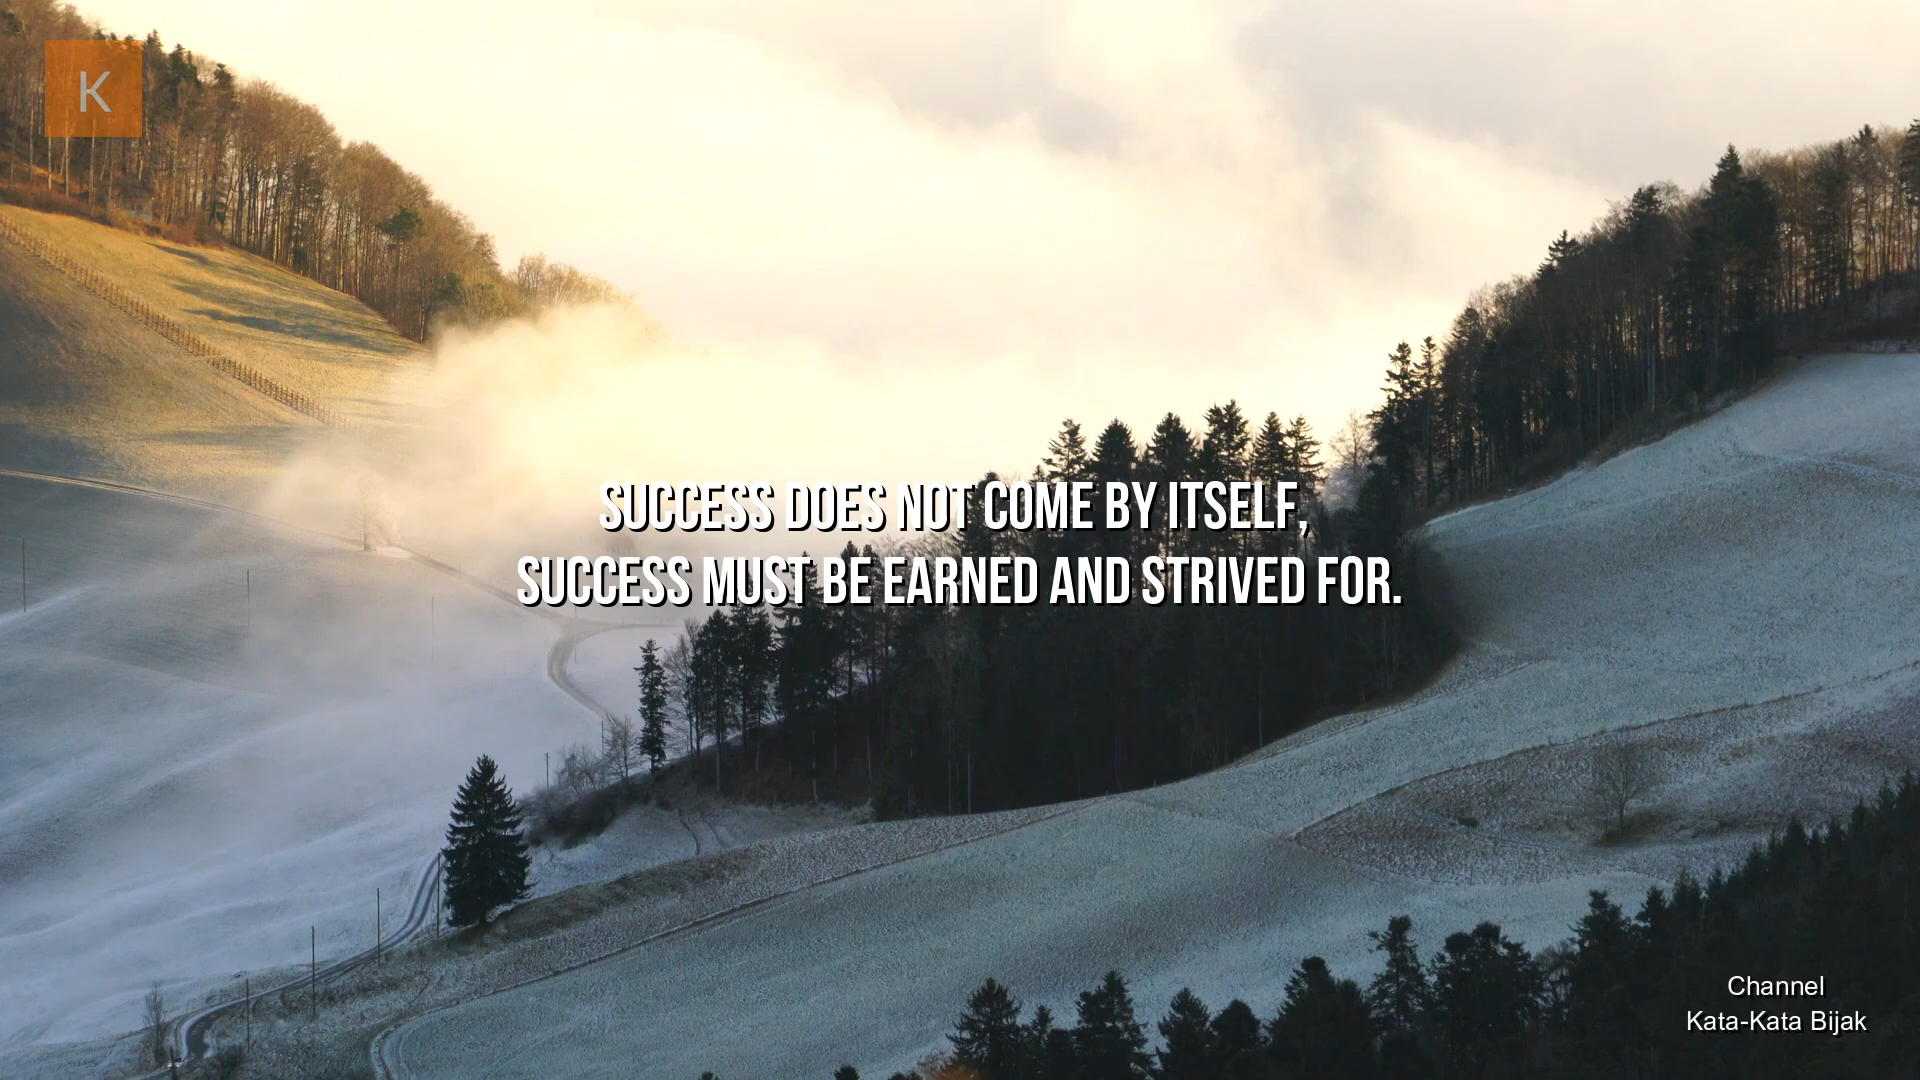 K
SUCCESS DOES NOT COME BY ITSELF,
SUCCESS MUST BE EARNED AND STRIVED FOR.
Channel
Kata-Kata Bijak